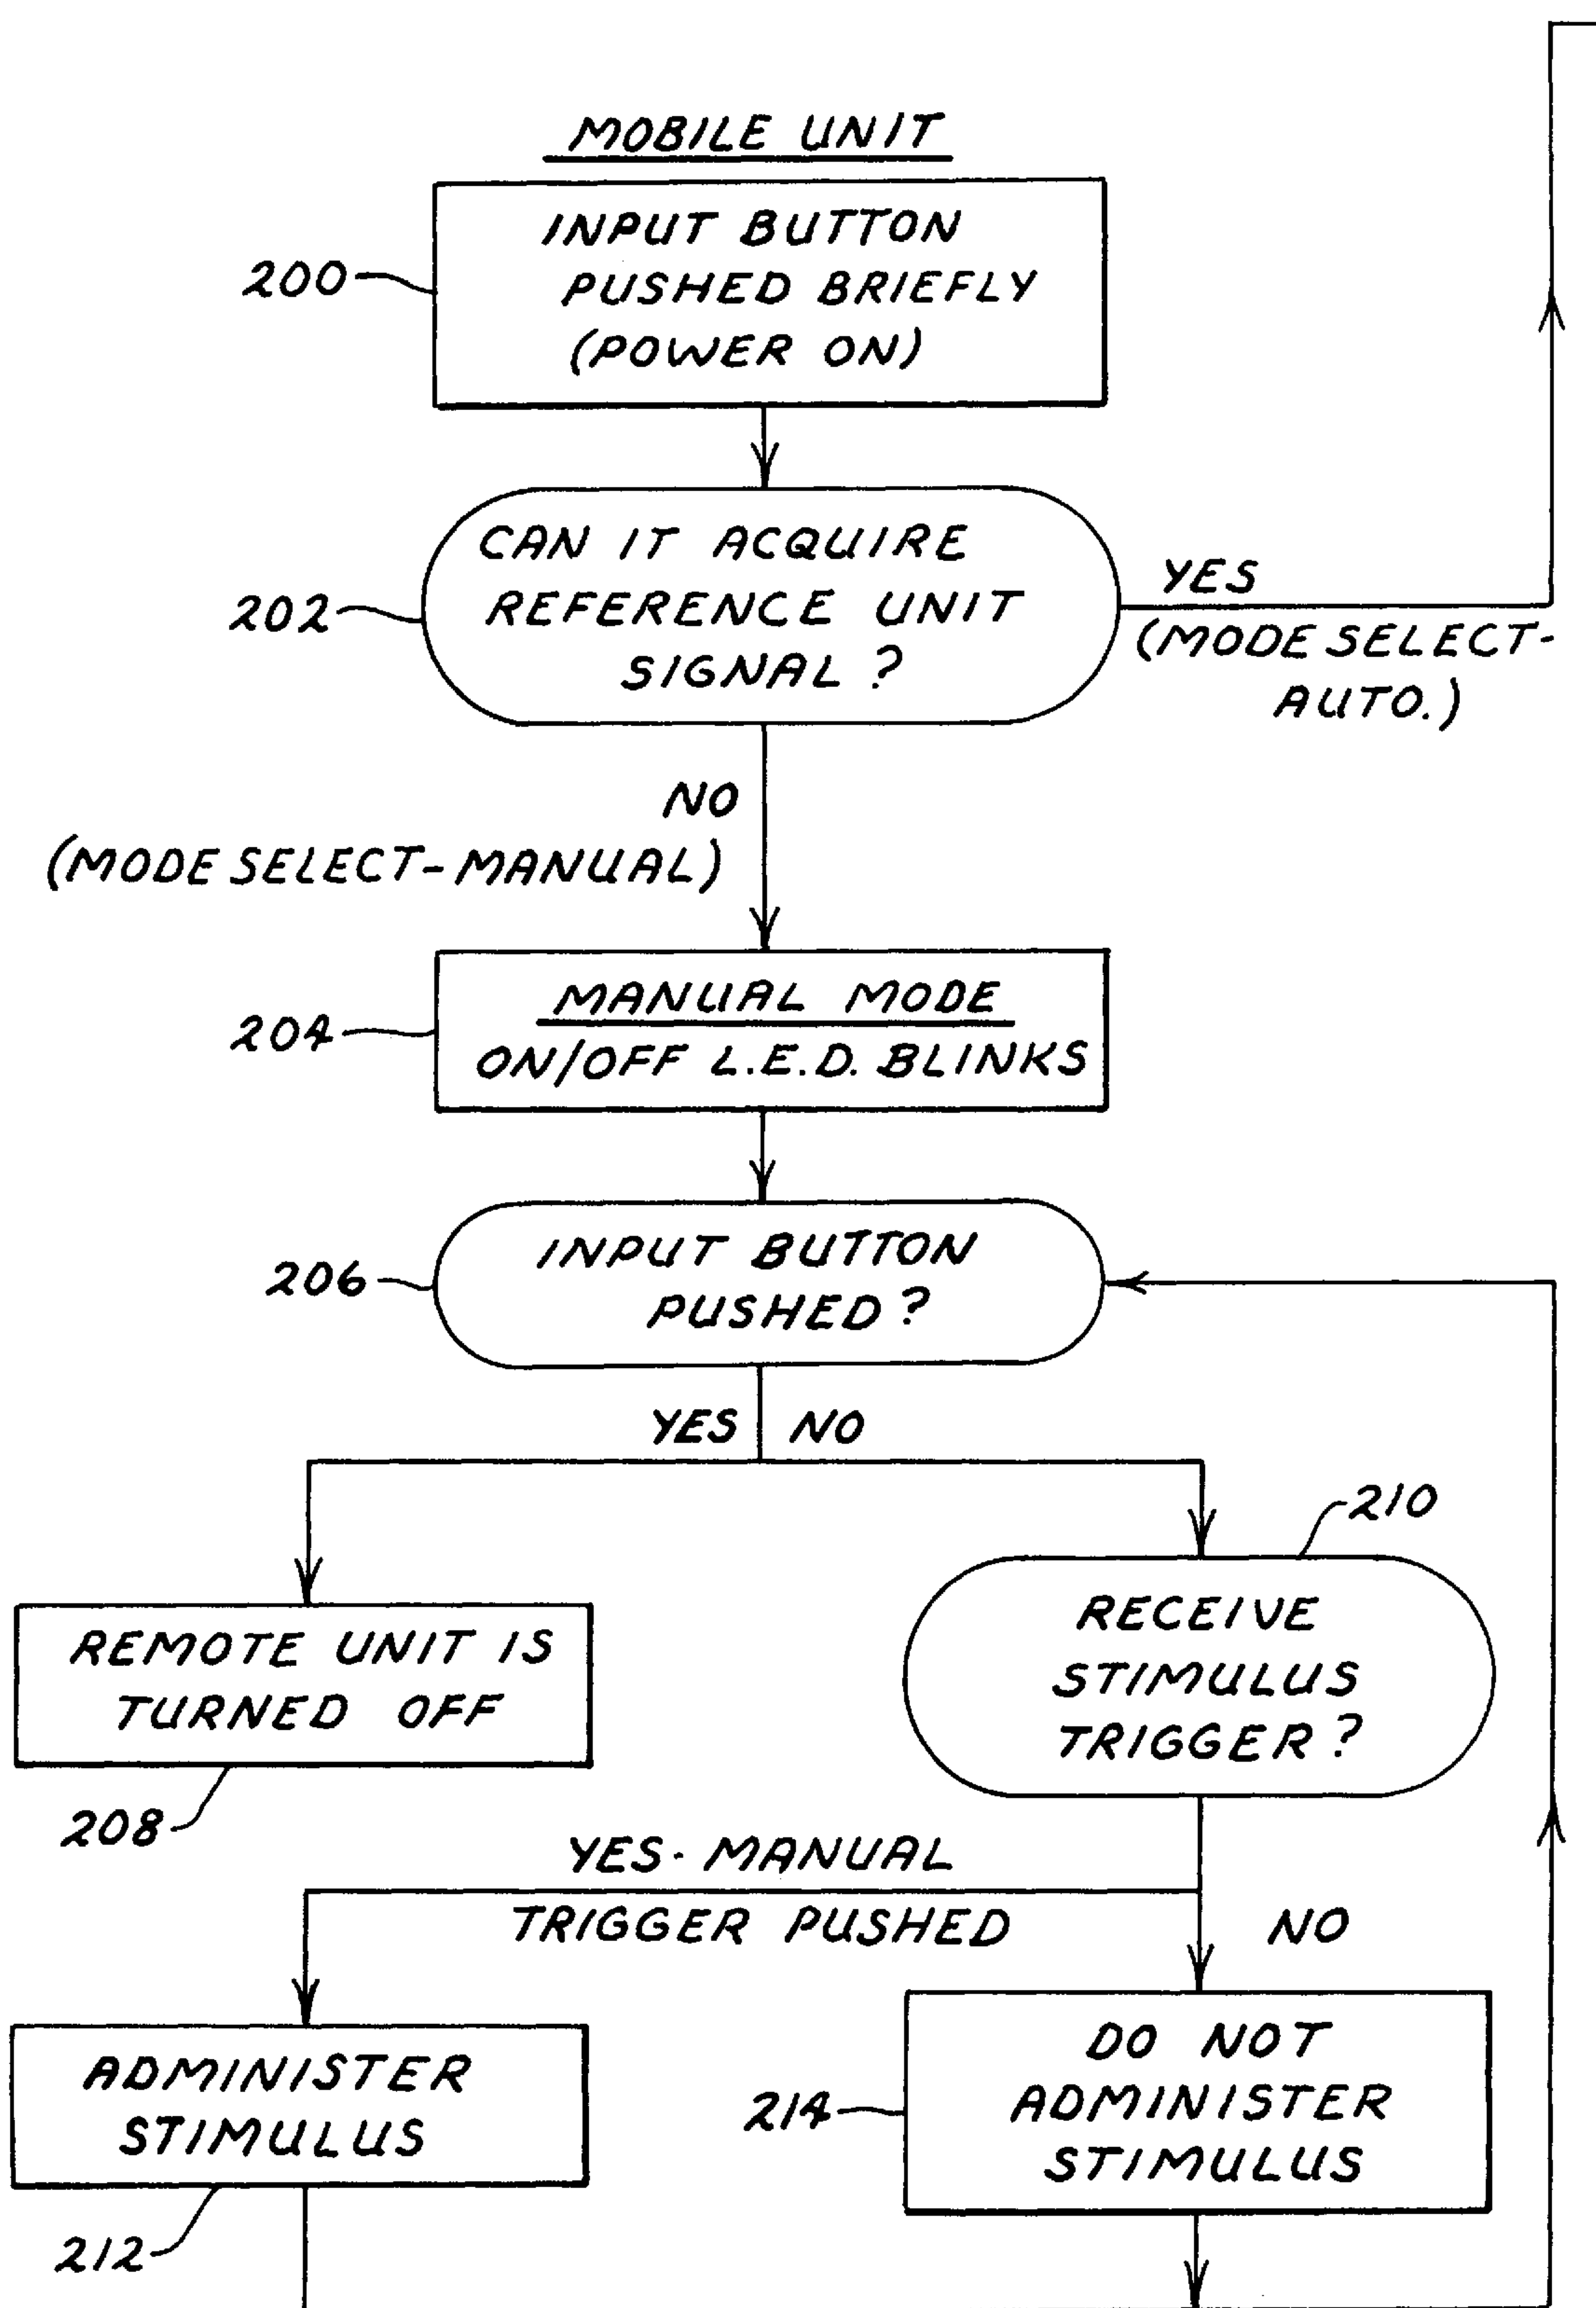 MOBILE UNIT
INPUT BUTTON
PUSHED BRIEFLY
(POWER ON)
200
CAN IT ACQUIRE
REFERENCE UNIT
SIGNAL ?
202
YES
(MODE SELECT-
AUTO.)
NO
(MODE SELECT-MANUAL)
MANUAL MODE
ON/OFF L.E.D. BLINKS
204
INPUT BUTTON
PUSHED ?
206
YES
NO
210
REMOTE UNIT IS
TURNED OFF
208
RECEIVE
STIMULUS
TRIGGER ?
YES- MANUAL
TRIGGER PUSHED
NO
ADMINISTER
STIMULUS
212
DO NOT
ADMINISTER
STIMULUS
214